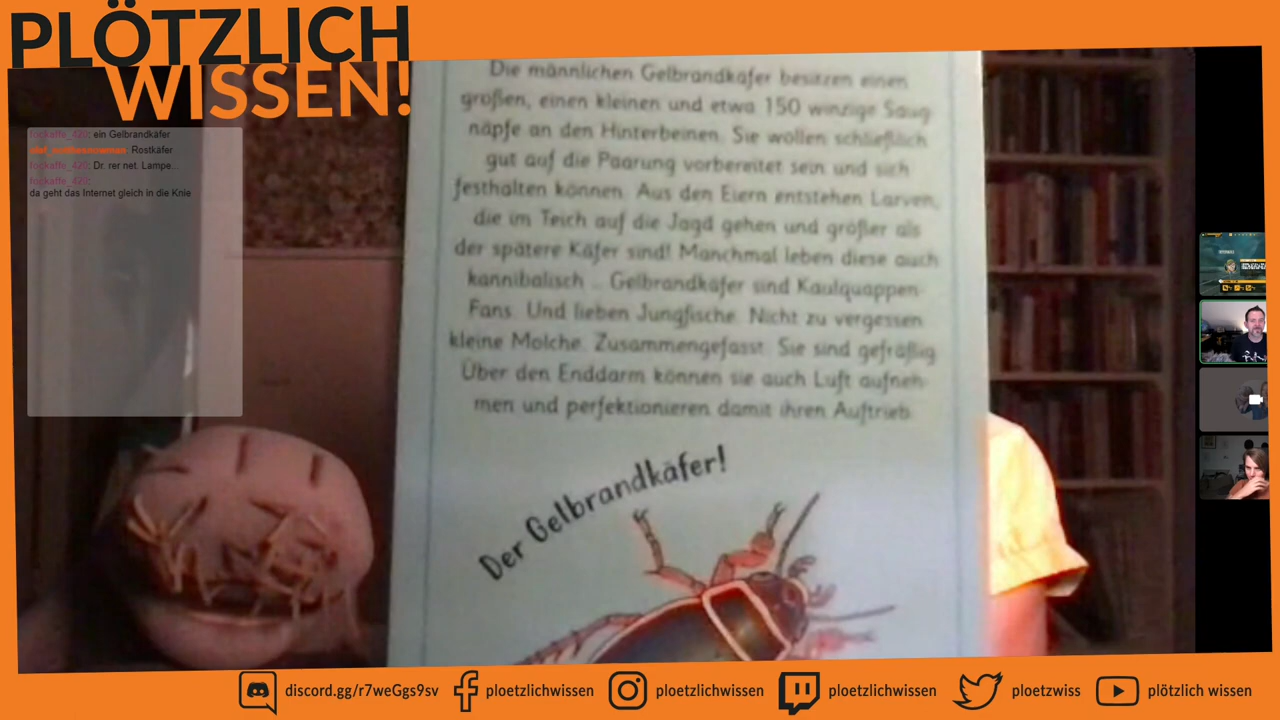 PLÖTZLICH
WISSEN!
fockeffe_420: ein Gelbrandkäfer
Rostkäfer
fockeffe_420: Dr. rer net. Lampe...
fockeffe_420:
da geht das Internet gleich in die Knie
Die männlichen Gelbrandkäfer besitzen einen
großen, einen kleinen und etwa 150 winzige Saug
näpfe an den Hinterbeinen. Sie wollen schließlich
gut auf die Paarung vorbereitet sein und sich
festhalten können. Aus den Eiern entstehen Larven,
die im Teich auf die Jagd gehen und größer als
der spätere Käfer sind! Manchmal leben diese auch
kannibalisch ... Gelbrandkäfer sind Kaulquappen-
Fans. Und lieben Jungfische. Nicht zu vergessen
kleine Molche. Zusammengefasst: Sie sind gefräßig.
Über den Enddarm können sie auch Luft aufneh-
men und perfektionieren damit ihren Auftrieb.
Der Gelbrandkäfer!
discord.gg/r7weGgs9sv
ploetzlichwissen
ploetzlichwissen
ploetzlichwissen
ploetzwiss
plötzlich wissen